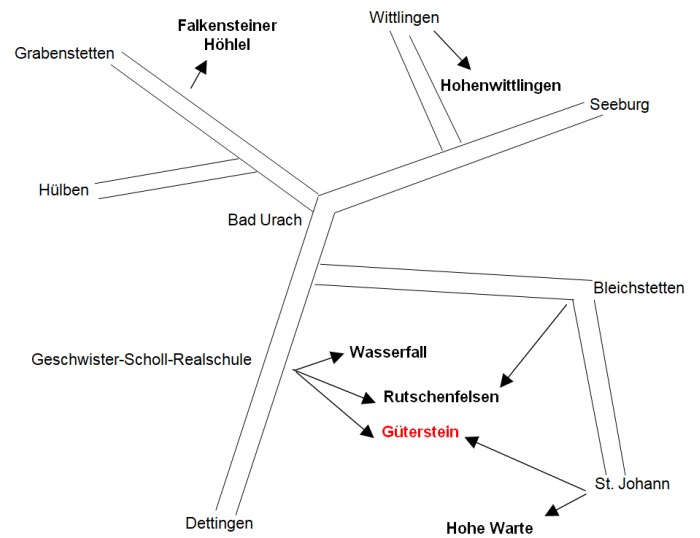 Wittlingen
Falkensteiner
Höhlel
Grabenstetten
Hohenwittlingen
Seeburg
Hülben
Bad Urach
Bleichstetten
Wasserfall
Geschwister-Scholl-Realschule
Rutschenfelsen
Güterstein
St. Johann
Dettingen
Hohe Warte